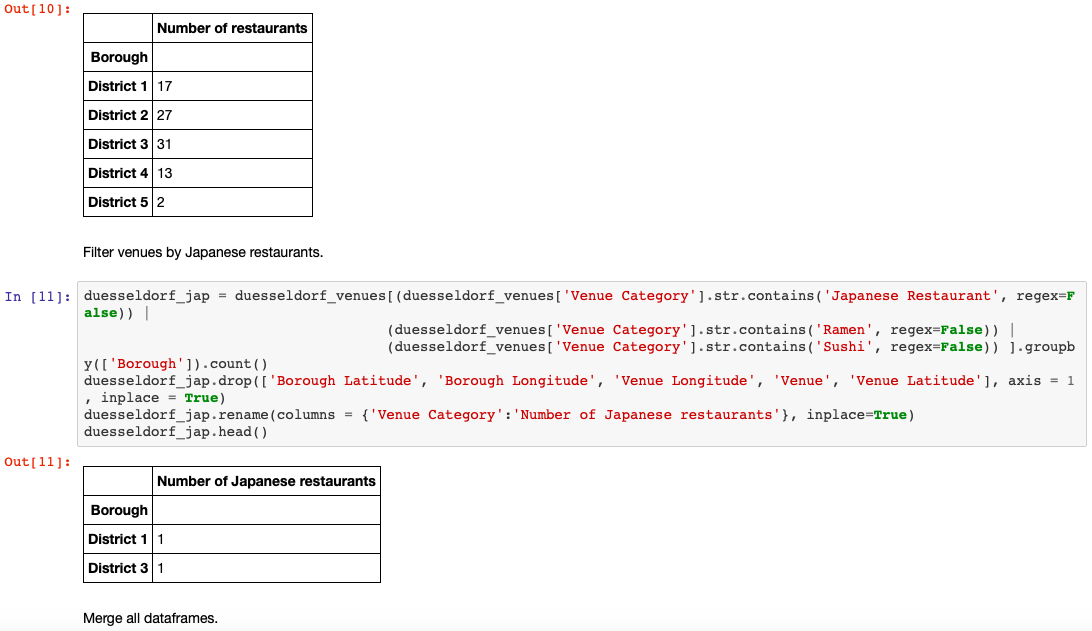 Out[10]:
Number of restaurants
Borough
District 1 17
District 2 27
District 3 31
District 4 13
District 5 2
Filter venues by Japanese restaurants.
In [11]: duesseldorf_jap = duesseldorf_venues[(duesseldorf_venues['Venue Category'].str.contains('Japanese Restaurant', regex=F
alse)) |
(duesseldorf_venues['Venue Category'].str.contains('Ramen', regex=False)) |
(duesseldorf_venues['Venue Category'].str.contains('Sushi', regex=False)) ].groupb
y(['Borough']).count()
duesseldorf_jap.drop(['Borough Latitude', 'Borough Longitude', 'Venue Longitude', 'Venue', 'Venue Latitude'], axis = 1
, inplace = True)
duesseldorf_jap.rename(columns = {'Venue Category':'Number of Japanese restaurants'}, inplace=True)
duesseldorf_jap.head()
Out[11]:
Number of Japanese restaurants
Borough
District 1 1
District 3 1
Merge all dataframes.